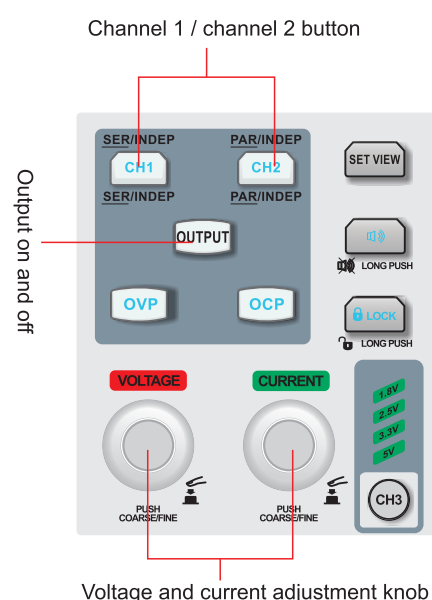 Channel 1 / channel 2 button
SER/INDEP PAR/INDEP
CH1 CH2 SET VIEW
SER/INDEP PAR/INDEP
Output on and off
OUTPUT
LONG PUSH
OVP OCP LOCK
LONG PUSH
VOLTAGE CURRENT
1.8V
2.5V
3.3V
5V
CH3
PUSH PUSH
COARSE/FINE COARSE/FINE
Voltage and current adjustment knob